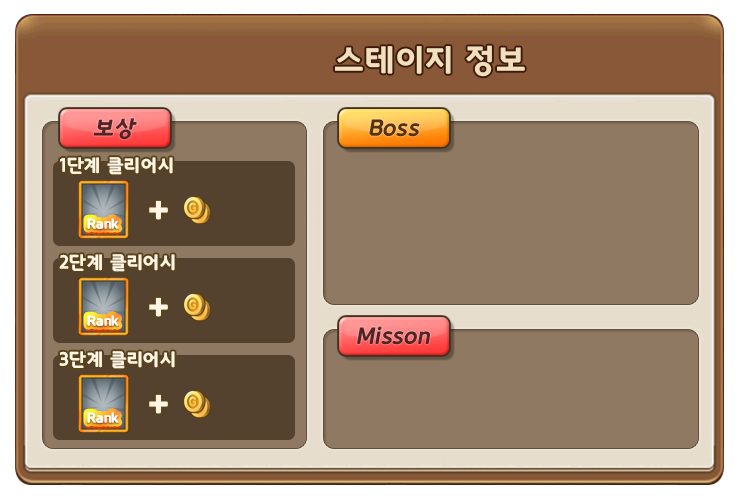 스테이지 정보
보상
1단계 클리어시
Rank
+
G
2단계 클리어시
Rank
+
G
3단계 클리어시
Rank
+
G
Boss
Misson